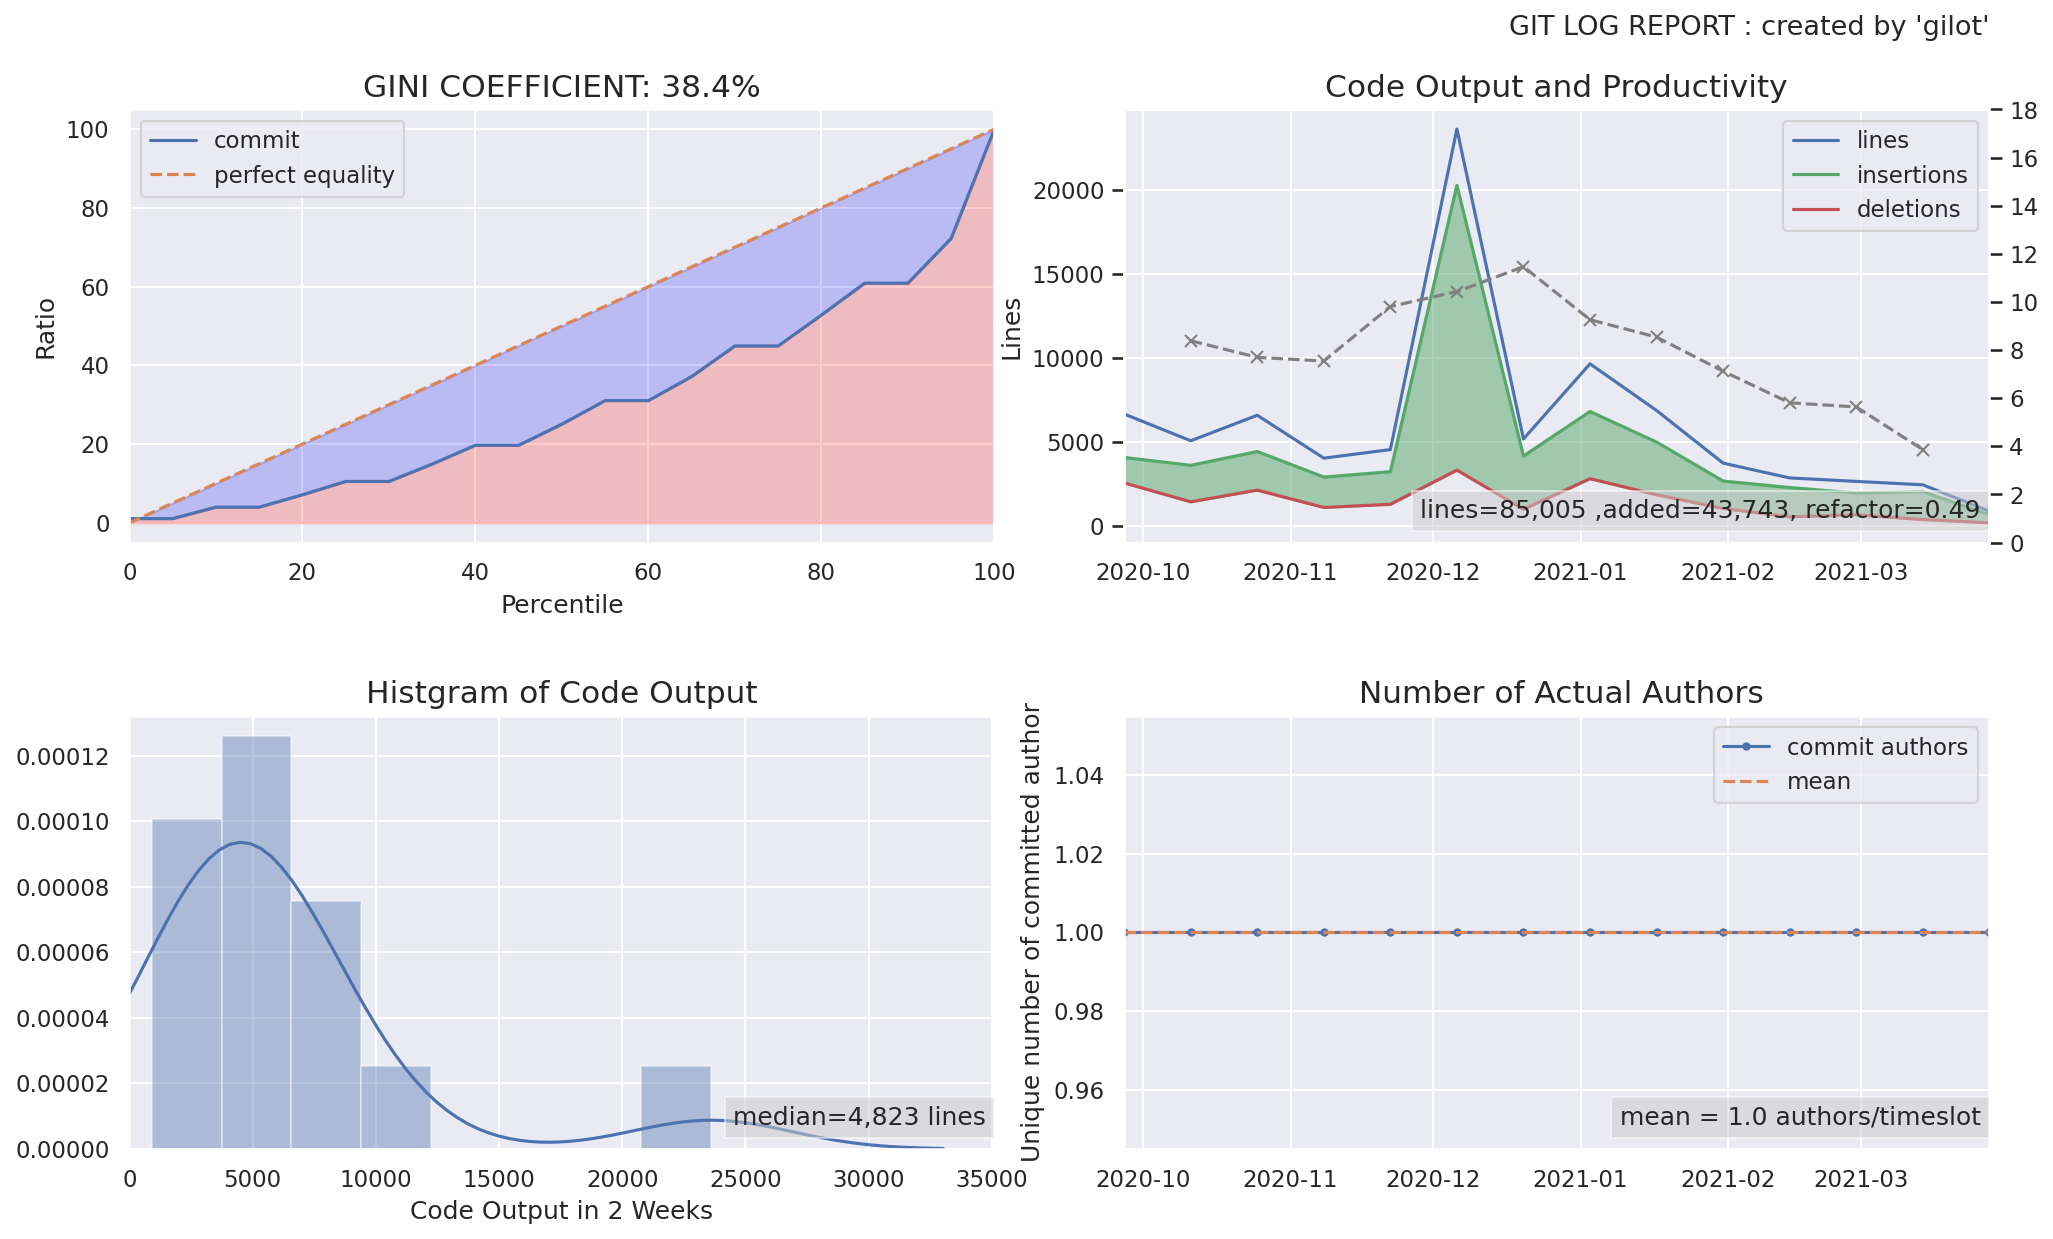 GIT LOG REPORT : created by 'gilot'
GINI COEFFICIENT: 38.4%
commit
perfect equality
100
80
60
40
20
0
Ratio
0 20 40 60 80 100
Percentile
Code Output and Productivity
lines
insertions
deletions
20000
15000
10000
5000
0
Lines
18
16
14
12
10
8
6
4
2
0
lines=85,005 ,added=43,743, refactor=0.49
2020-10 2020-11 2020-12 2021-01 2021-02 2021-03
Histgram of Code Output
0.00012
0.00010
0.00008
0.00006
0.00004
0.00002
0.00000
median=4,823 lines
0 5000 10000 15000 20000 25000 30000 35000
Code Output in 2 Weeks
Number of Actual Authors
commit authors
mean
1.04
1.02
1.00
0.98
0.96
Unique number of committed author
mean = 1.0 authors/timeslot
2020-10 2020-11 2020-12 2021-01 2021-02 2021-03